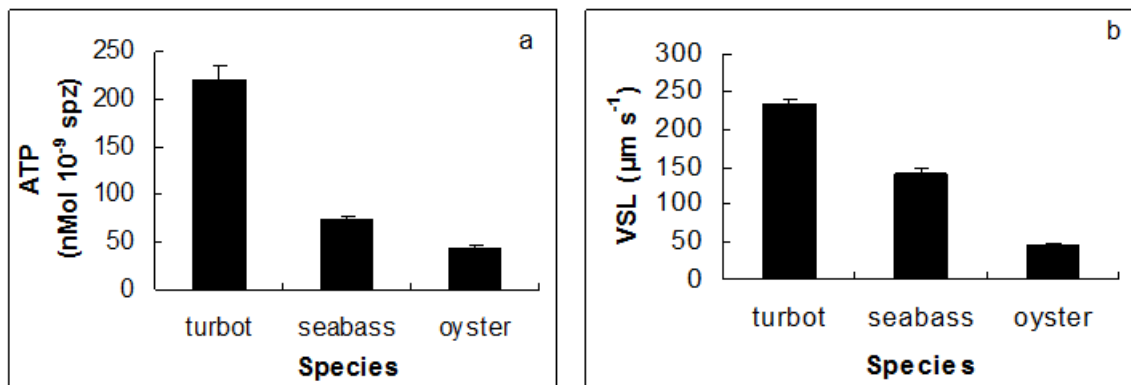 a
250
200
150
100
50
0
ATP
(nMol 10⁻⁹ spz)
turbot seabass oyster
Species
b
300
250
200
150
100
50
0
VSL (µm s⁻¹)
turbot seabass oyster
Species